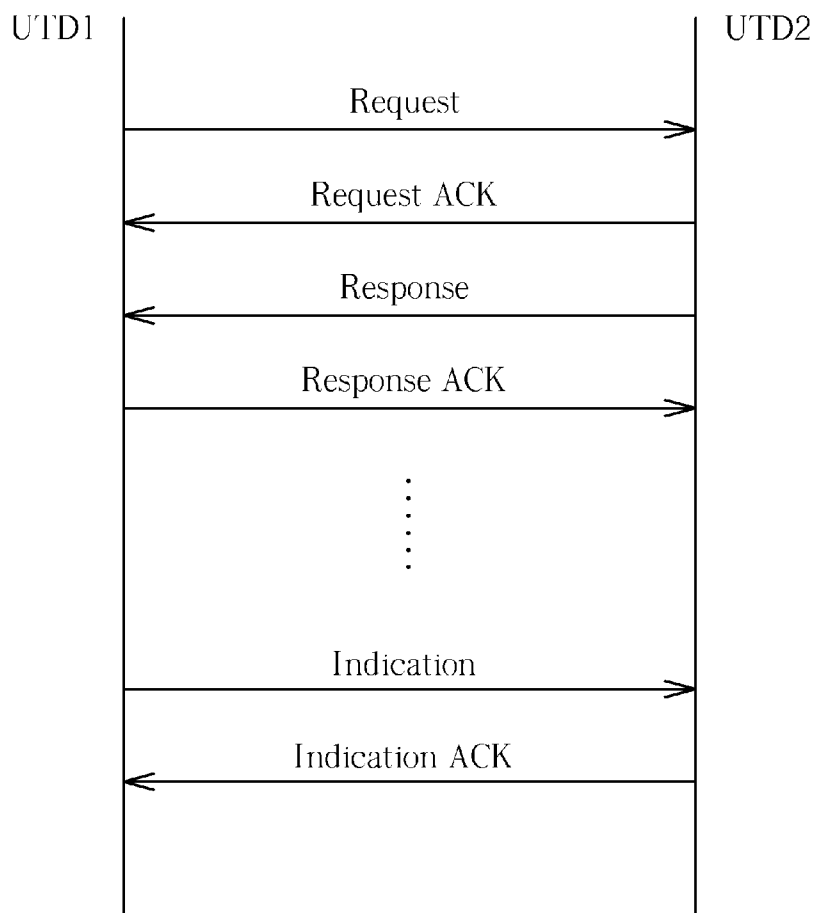 UTD1
UTD2
Request
Request ACK
Response
Response ACK
Indication
Indication ACK